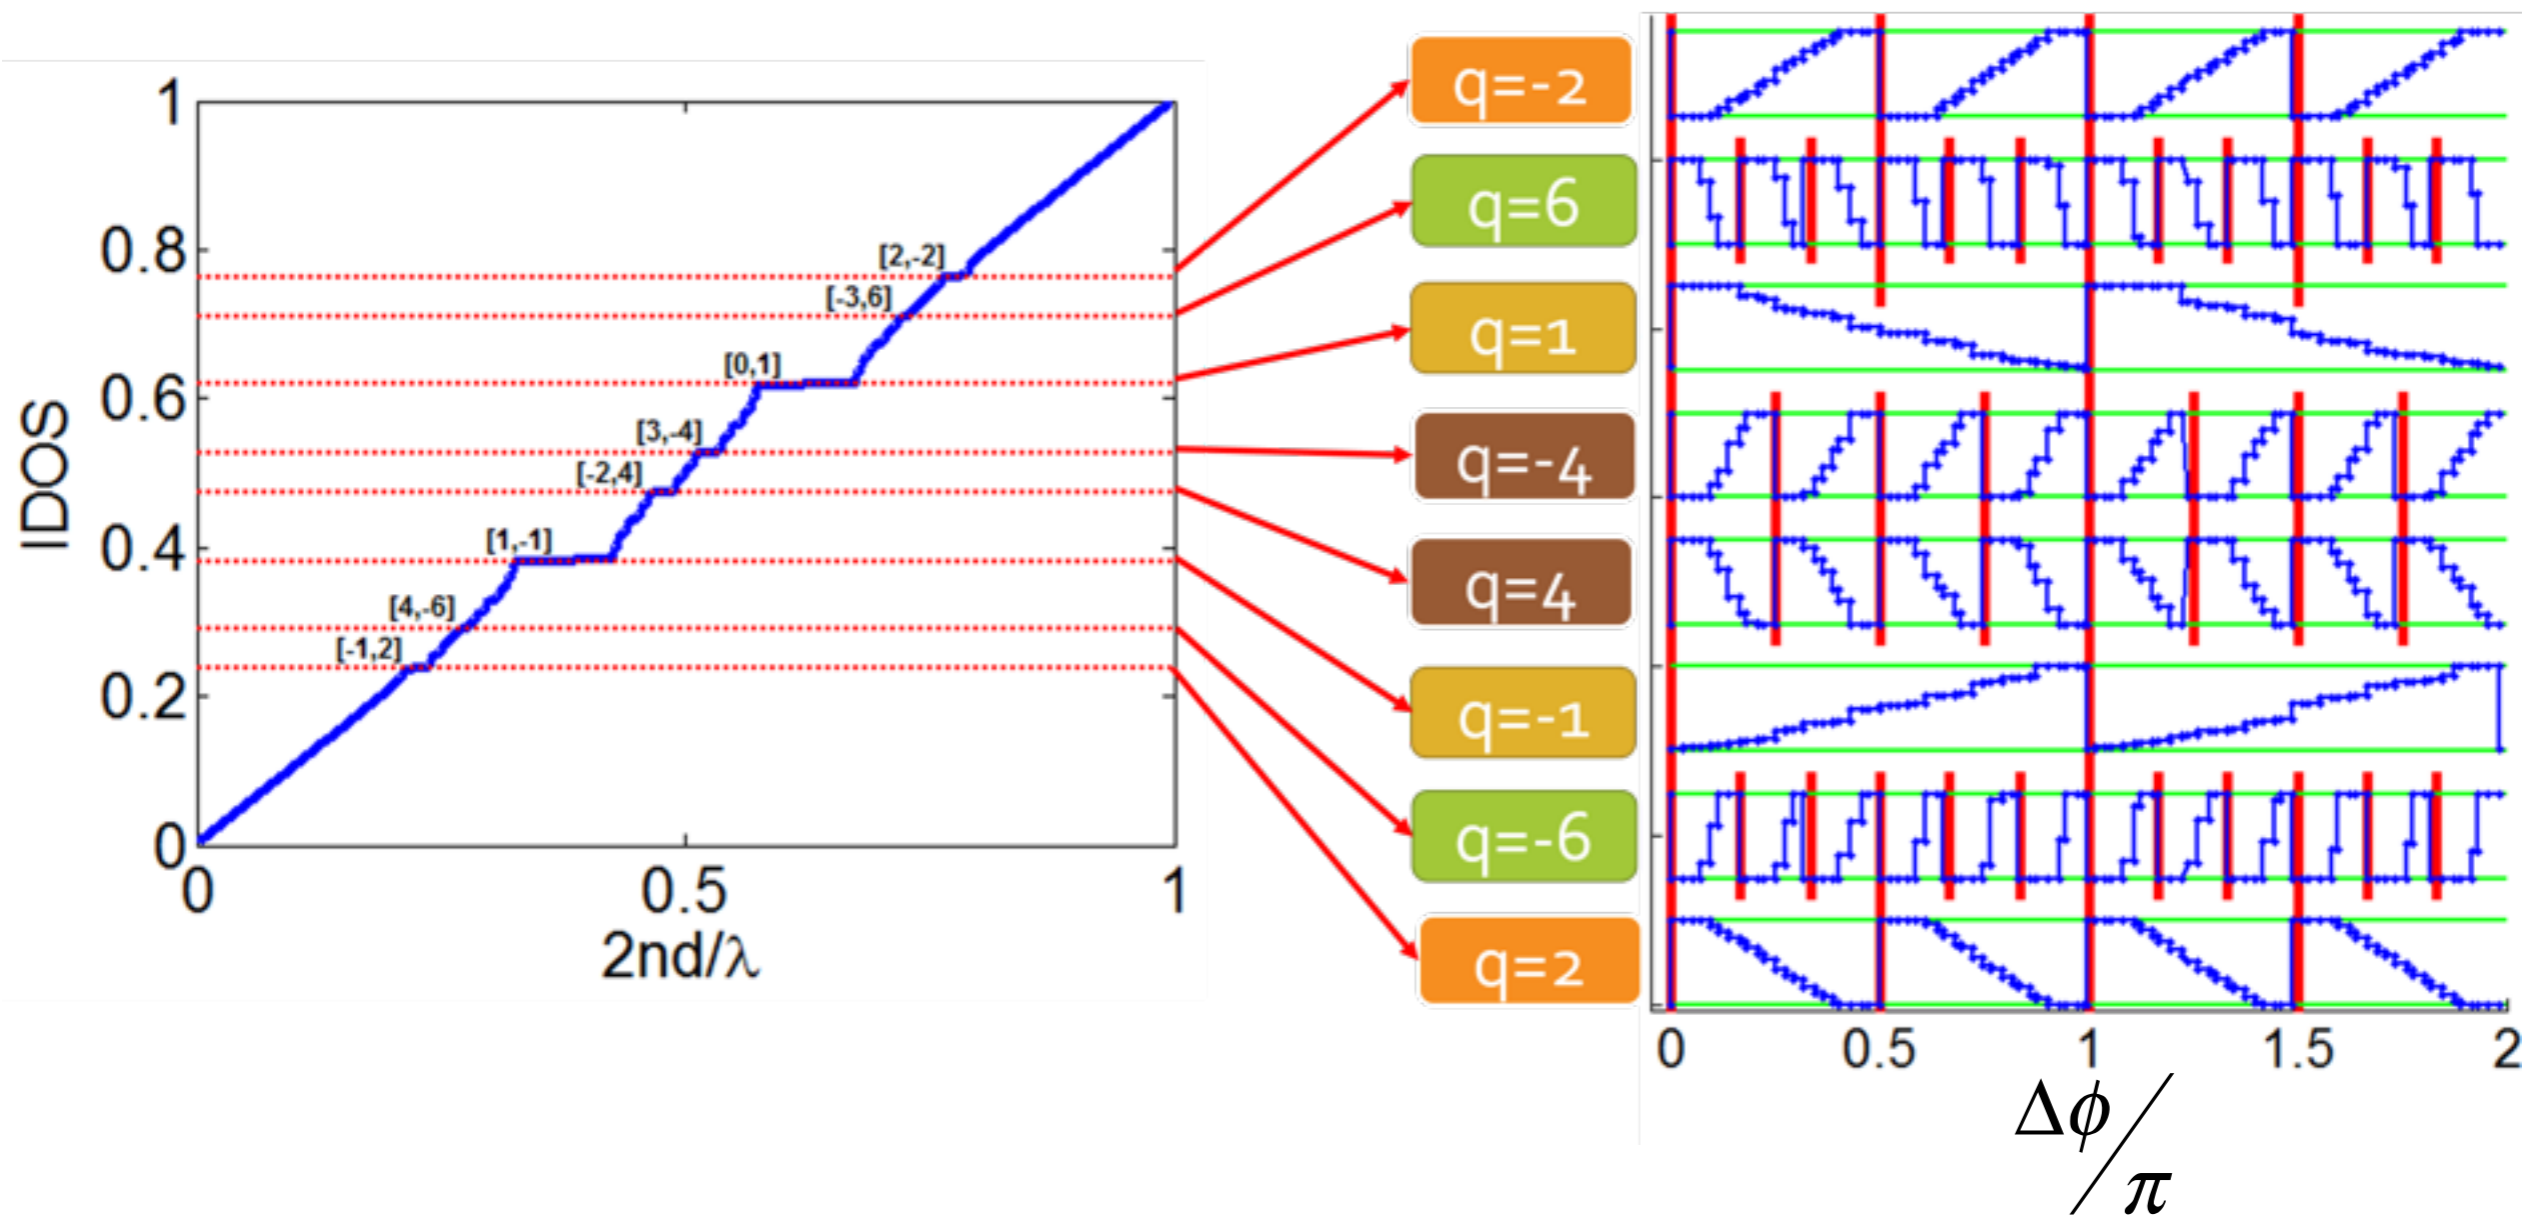 1
0.8
0.6
0.4
0.2
0
IDOS
[2,-2]
[-3,6]
[0,1]
[3,-4]
[-2,4]
[1,-1]
[4,-6]
[-1,2]
0 0.5 1
2nd/λ
q=-2
q=6
q=1
q=-4
q=4
q=-1
q=-6
q=2
0 0.5 1 1.5 2
Δϕ/π